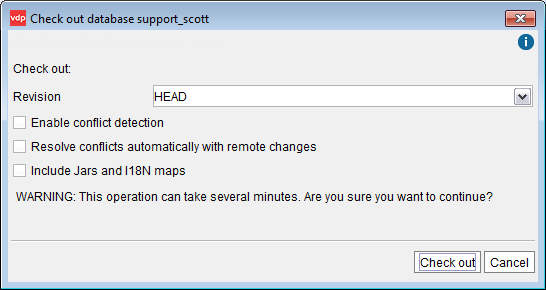 vdp Check out database support_scott
Check out:
Revision HEAD
Enable conflict detection
Resolve conflicts automatically with remote changes
Include Jars and I18N maps
WARNING: This operation can take several minutes. Are you sure you want to continue?
Check out Cancel